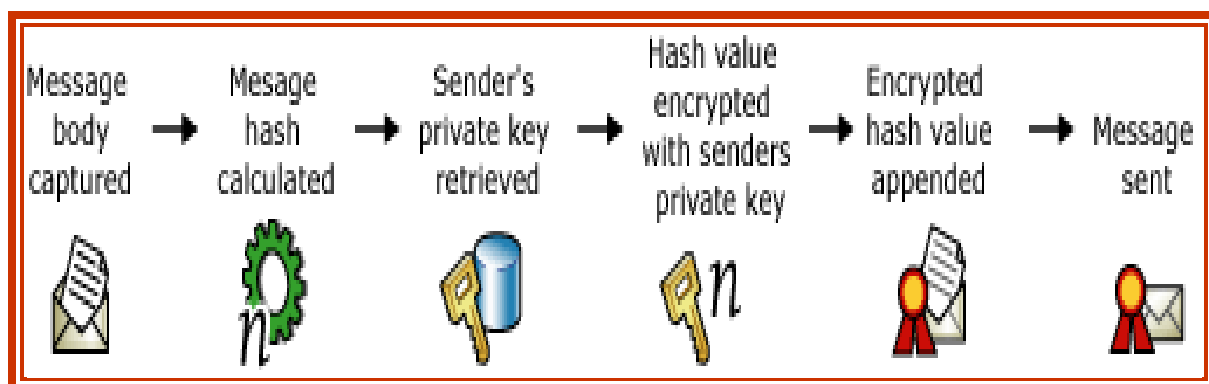 Message
body
captured
Mesage
hash
calculated
Sender's
private key
retrieved
Hash value
encrypted
with senders
private key
Encrypted
hash value
appended
Message
sent
n
n